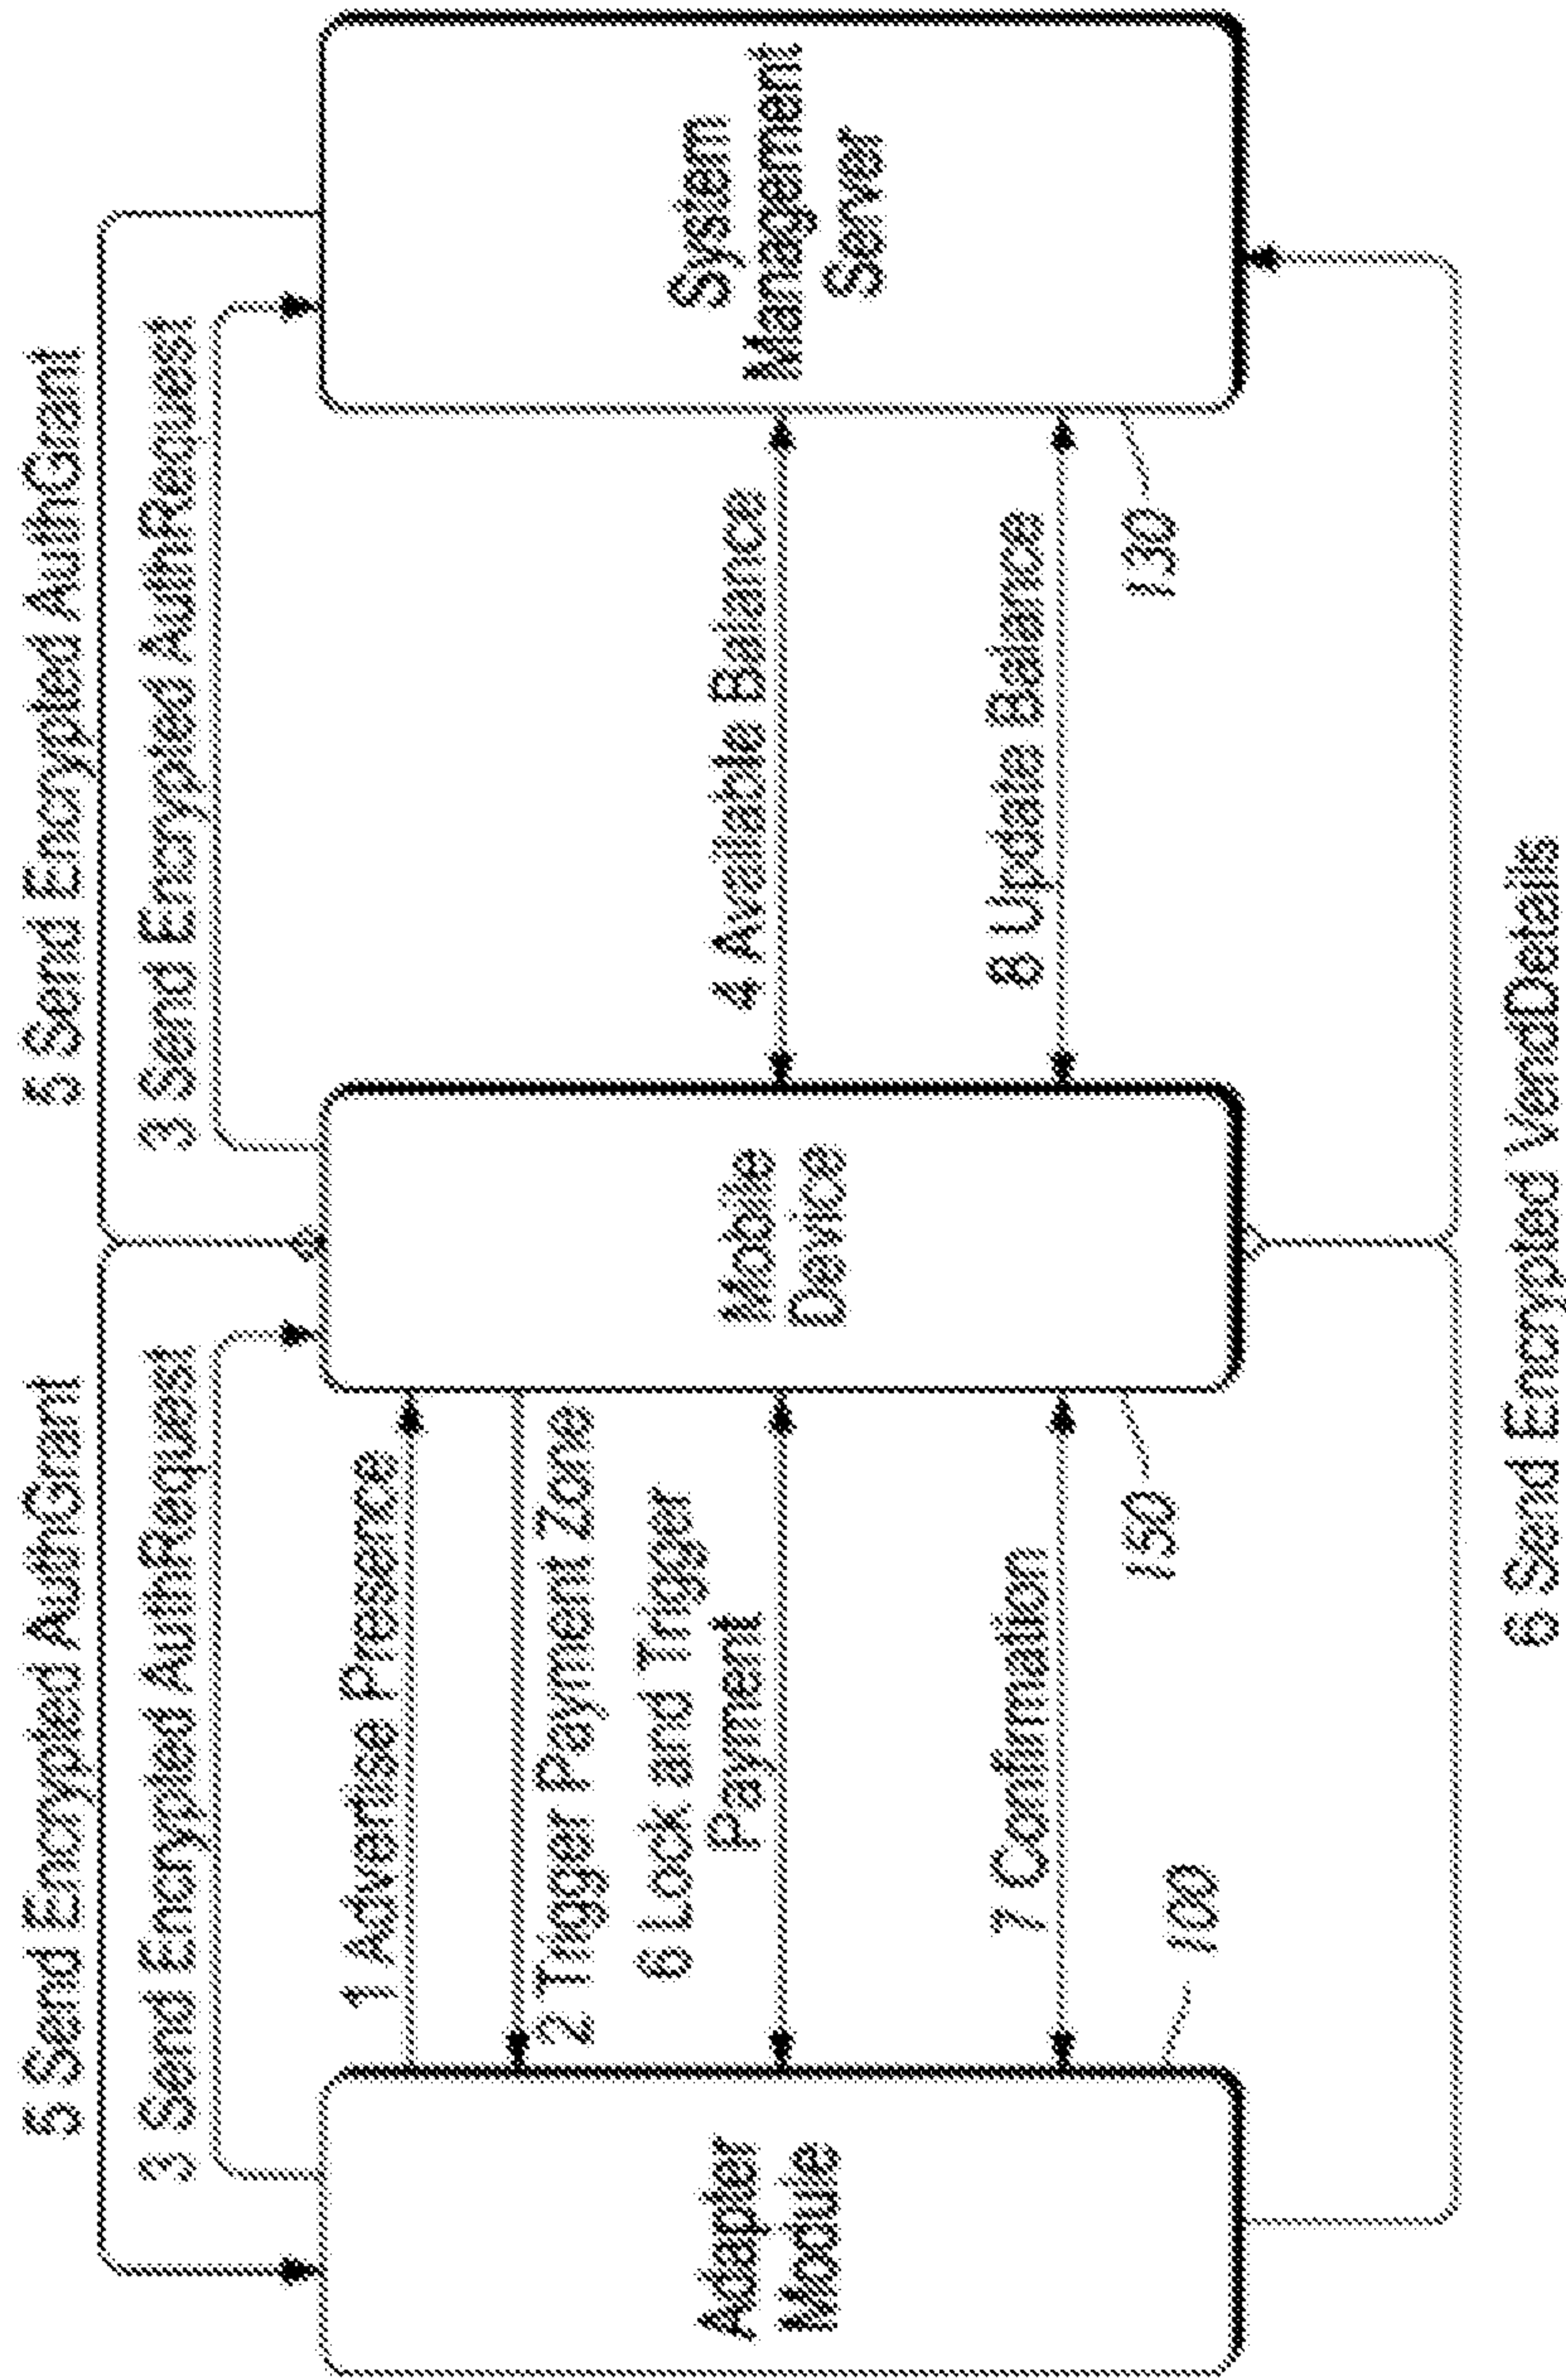 5 Send Encrypted AuthGrant
5 Send Encrypted AuthGrant
3 Send Encrypted AuthRequest
3 Send Encrypted AuthRequest
1 Advertise Presence
2 Trigger Payment Zone
6 Lock and Trigger
Payment
4 Available Balance
7 Confirmation
8 Update Balance
Adapter
Module
Mobile
Device
System
Management
Server
100
150
130
6 Send Encrypted VendDetails